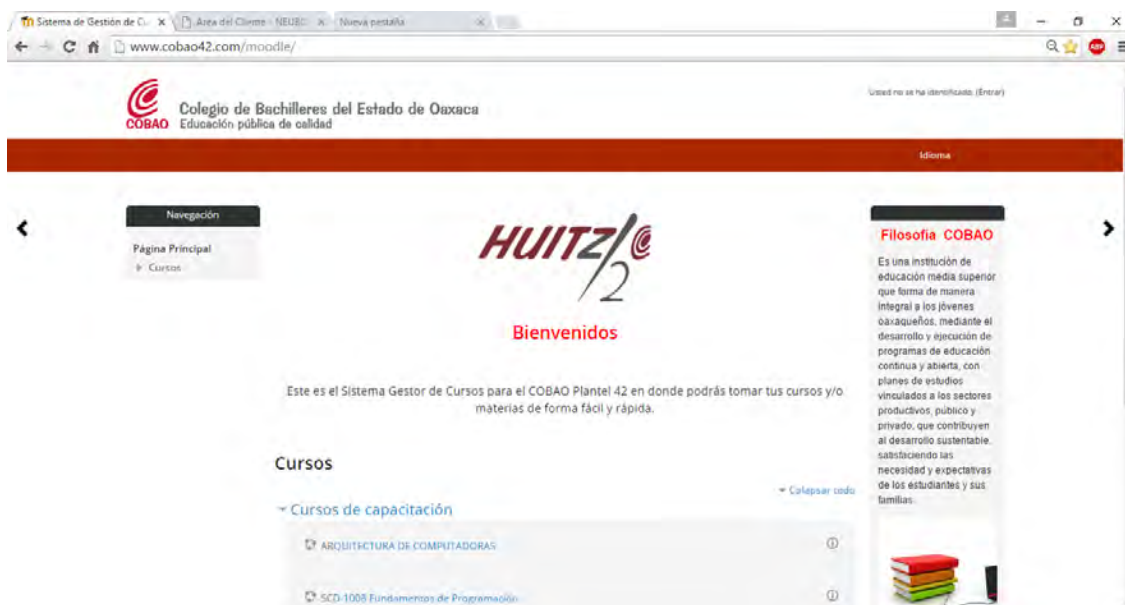 Sistema de Gestión de C
Area del Cliente - NEUBO
Nueva pestaña
www.cobao42.com/moodle/
ABP
COBAO
Colegio de Bachilleres del Estado de Oaxaca
Educación pública de calidad
Usted no se ha identificado. (Entrar)
Idioma
Navegación
Página Principal
Cursos
HUITZ/2
Bienvenidos
Este es el Sistema Gestor de Cursos para el COBAO Plantel 42 en donde podrás tomar tus cursos y/o
materias de forma fácil y rápida.
Cursos
Colapsar todo
Cursos de capacitación
ARQUITECTURA DE COMPUTADORAS
SCD-1008 Fundamentos de Programación
Filosofia COBAO
Es una institución de
educación media superior
que forma de manera
integral a los jóvenes
oaxaqueños, mediante el
desarrollo y ejecución de
programas de educación
continua y abierta, con
planes de estudios
vinculados a los sectores
productivos, público y
privado, que contribuyen
al desarrollo sustentable,
satisfaciendo las
necesidad y expectativas
de los estudiantes y sus
familias.